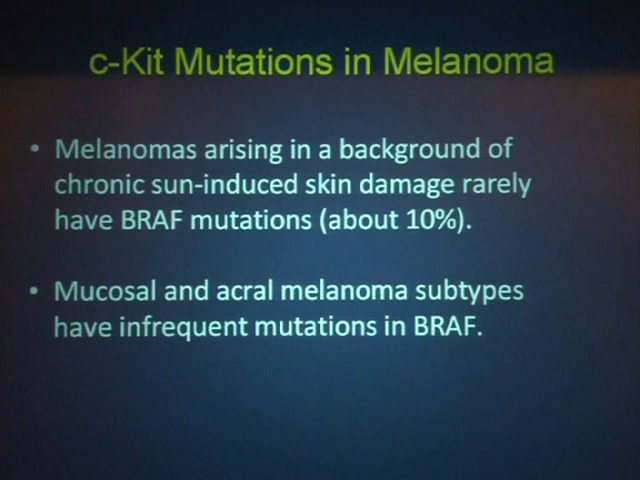 c-Kit Mutations in Melanoma
• Melanomas arising in a background of
chronic sun-induced skin damage rarely
have BRAF mutations (about 10%).
• Mucosal and acral melanoma subtypes
have infrequent mutations in BRAF.